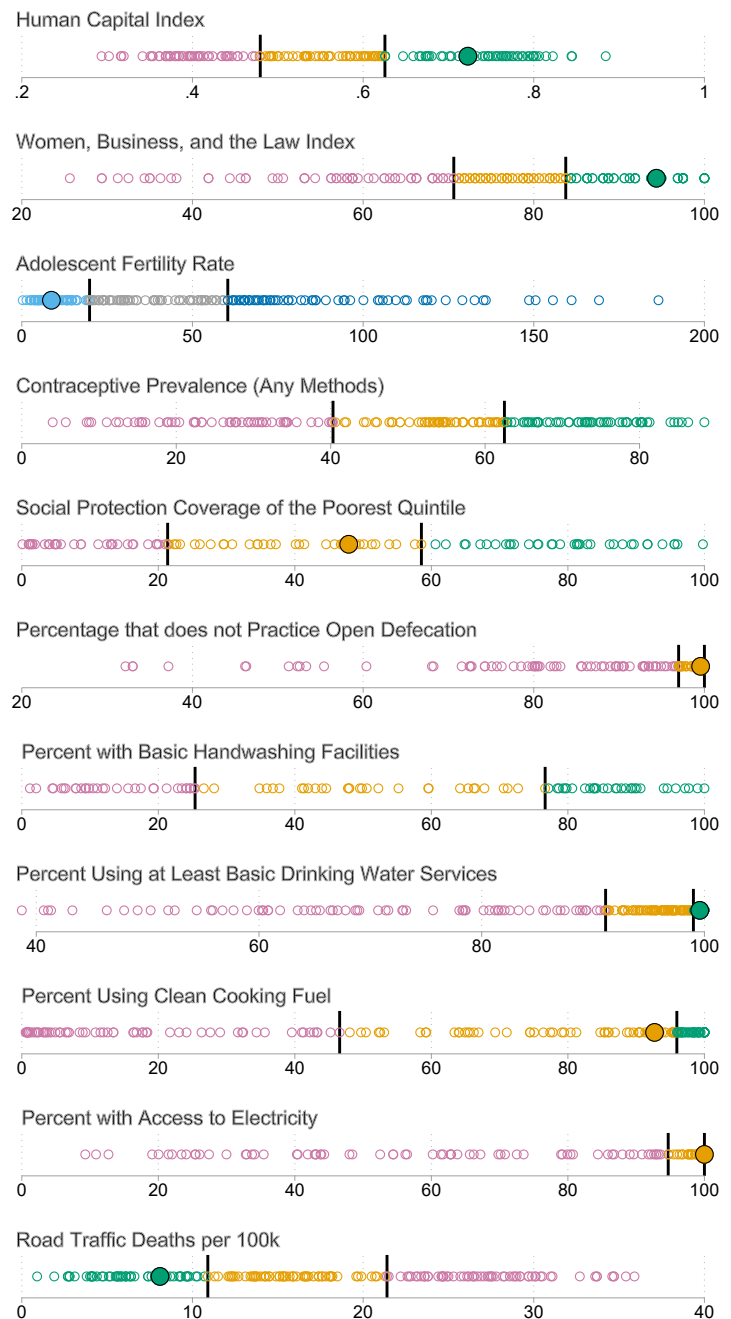 Human Capital Index
.2 .4 .6 .8 1
Women, Business, and the Law Index
20 40 60 80 100
Adolescent Fertility Rate
0 50 100 150 200
Contraceptive Prevalence (Any Methods)
0 20 40 60 80
Social Protection Coverage of the Poorest Quintile
0 20 40 60 80 100
Percentage that does not Practice Open Defecation
20 40 60 80 100
Percent with Basic Handwashing Facilities
0 20 40 60 80 100
Percent Using at Least Basic Drinking Water Services
40 60 80 100
Percent Using Clean Cooking Fuel
0 20 40 60 80 100
Percent with Access to Electricity
0 20 40 60 80 100
Road Traffic Deaths per 100k
0 10 20 30 40